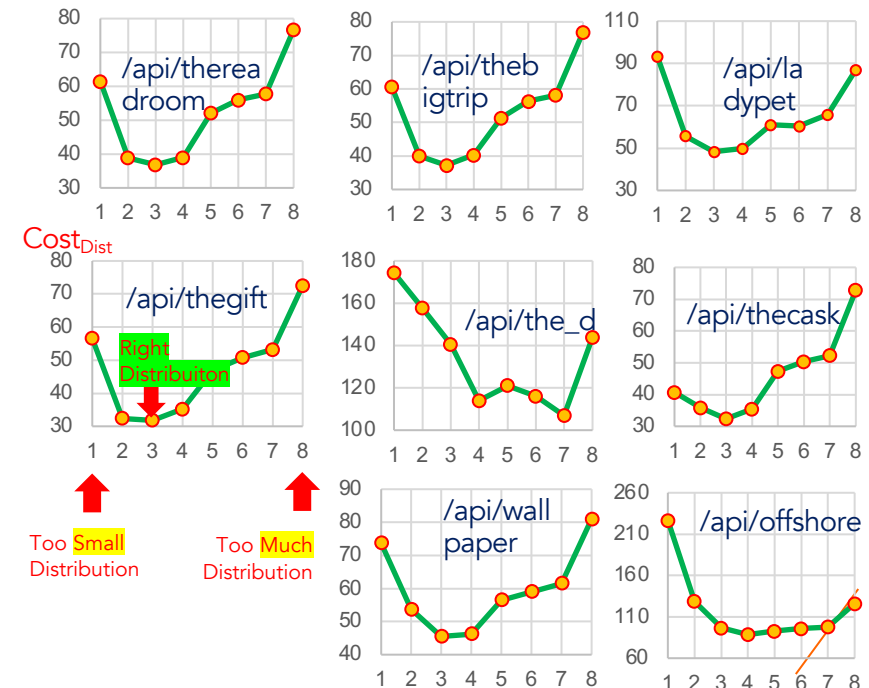 80
70
60
50
40
30
/api/therea
droom
1 2 3 4 5 6 7 8
80
70
60
50
40
30
/api/theb
igtrip
1 2 3 4 5 6 7 8
110
90
70
50
30
/api/la
dypet
1 2 3 4 5 6 7 8
CostDist
80
70
60
50
40
30
/api/thegift
Right
Distribuiton
1 2 3 4 5 6 7 8
180
160
140
120
100
/api/the_d
1 2 3 4 5 6 7 8
80
70
60
50
40
30
/api/thecask
1 2 3 4 5 6 7 8
Too Small
Distribution
Too Much
Distribution
90
80
70
60
50
40
/api/wall
paper
1 2 3 4 5 6 7 8
260
210
160
110
60
/api/offshore
1 2 3 4 5 6 7 8